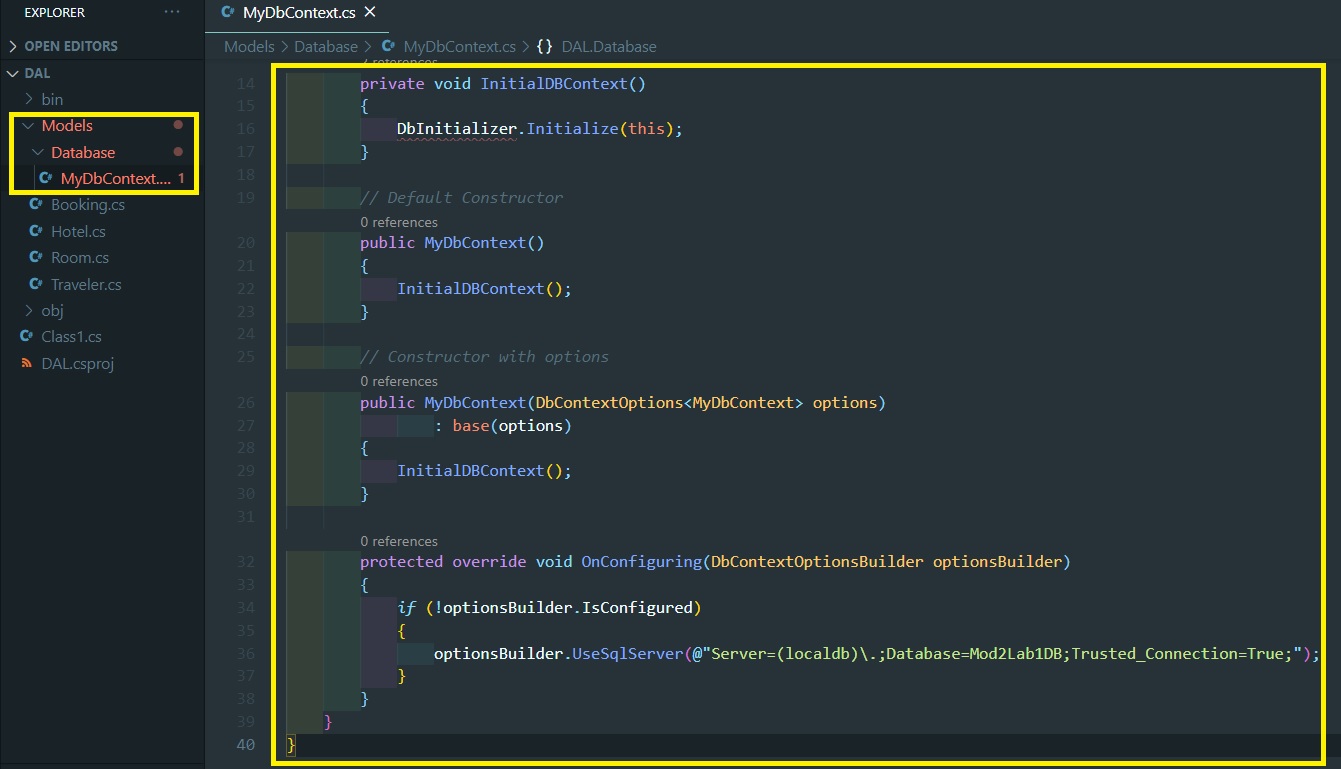 EXPLORER ···
OPEN EDITORS
DAL
bin
Models
Database
MyDbContext.... 1
Booking.cs
Hotel.cs
Room.cs
Traveler.cs
obj
Class1.cs
DAL.csproj
MyDbContext.cs
Models > Database > MyDbContext.cs > {} DAL.Database
2 references
14 private void InitialDBContext()
15 {
16 DbInitializer.Initialize(this);
17 }
18
19 // Default Constructor
0 references
20 public MyDbContext()
21 {
22 InitialDBContext();
23 }
24
25 // Constructor with options
0 references
26 public MyDbContext(DbContextOptions<MyDbContext> options)
27 : base(options)
28 {
29 InitialDBContext();
30 }
31
0 references
32 protected override void OnConfiguring(DbContextOptionsBuilder optionsBuilder)
33 {
34 if (!optionsBuilder.IsConfigured)
35 {
36 optionsBuilder.UseSqlServer(@"Server=(localdb)\.;Database=Mod2Lab1DB;Trusted_Connection=True;");
37 }
38 }
39 }
40 }